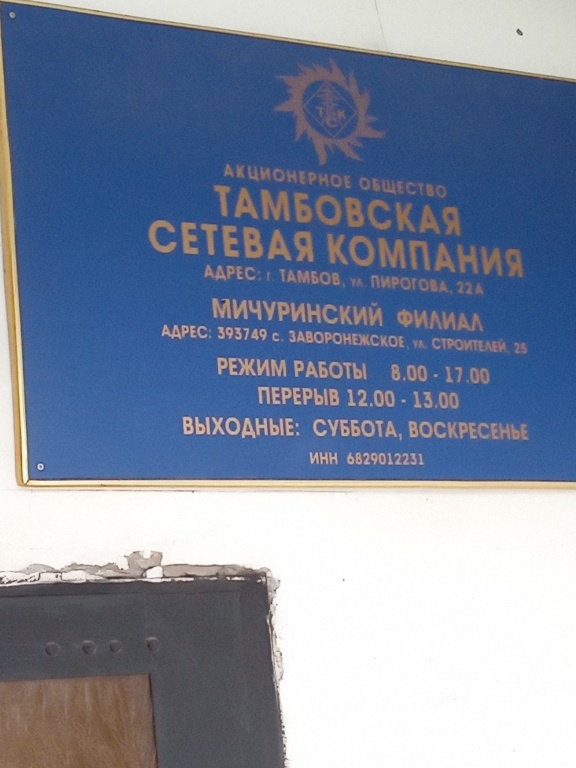 ТСК
АКЦИОНЕРНОЕ ОБЩЕСТВО
ТАМБОВСКАЯ
СЕТЕВАЯ КОМПАНИЯ
АДРЕС: г. ТАМБОВ, ул. ПИРОГОВА, 22А
МИЧУРИНСКИЙ ФИЛИАЛ
АДРЕС: 393749 с. ЗАВОРОНЕЖСКОЕ, ул. СТРОИТЕЛЕЙ, 25
РЕЖИМ РАБОТЫ 8.00 - 17.00
ПЕРЕРЫВ 12.00 - 13.00
ВЫХОДНЫЕ: СУББОТА, ВОСКРЕСЕНЬЕ
ИНН 6829012231